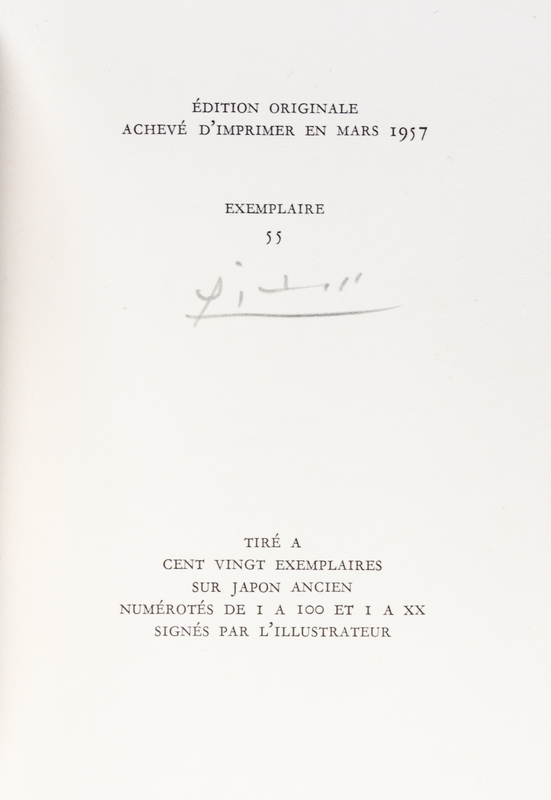 ÉDITION ORIGINALE
ACHEVÉ D'IMPRIMER EN MARS 1957
EXEMPLAIRE
55
TIRÉ A
CENT VINGT EXEMPLAIRES
SUR JAPON ANCIEN
NUMÉROTÉS DE I A 100 ET I A XX
SIGNÉS PAR L'ILLUSTRATEUR